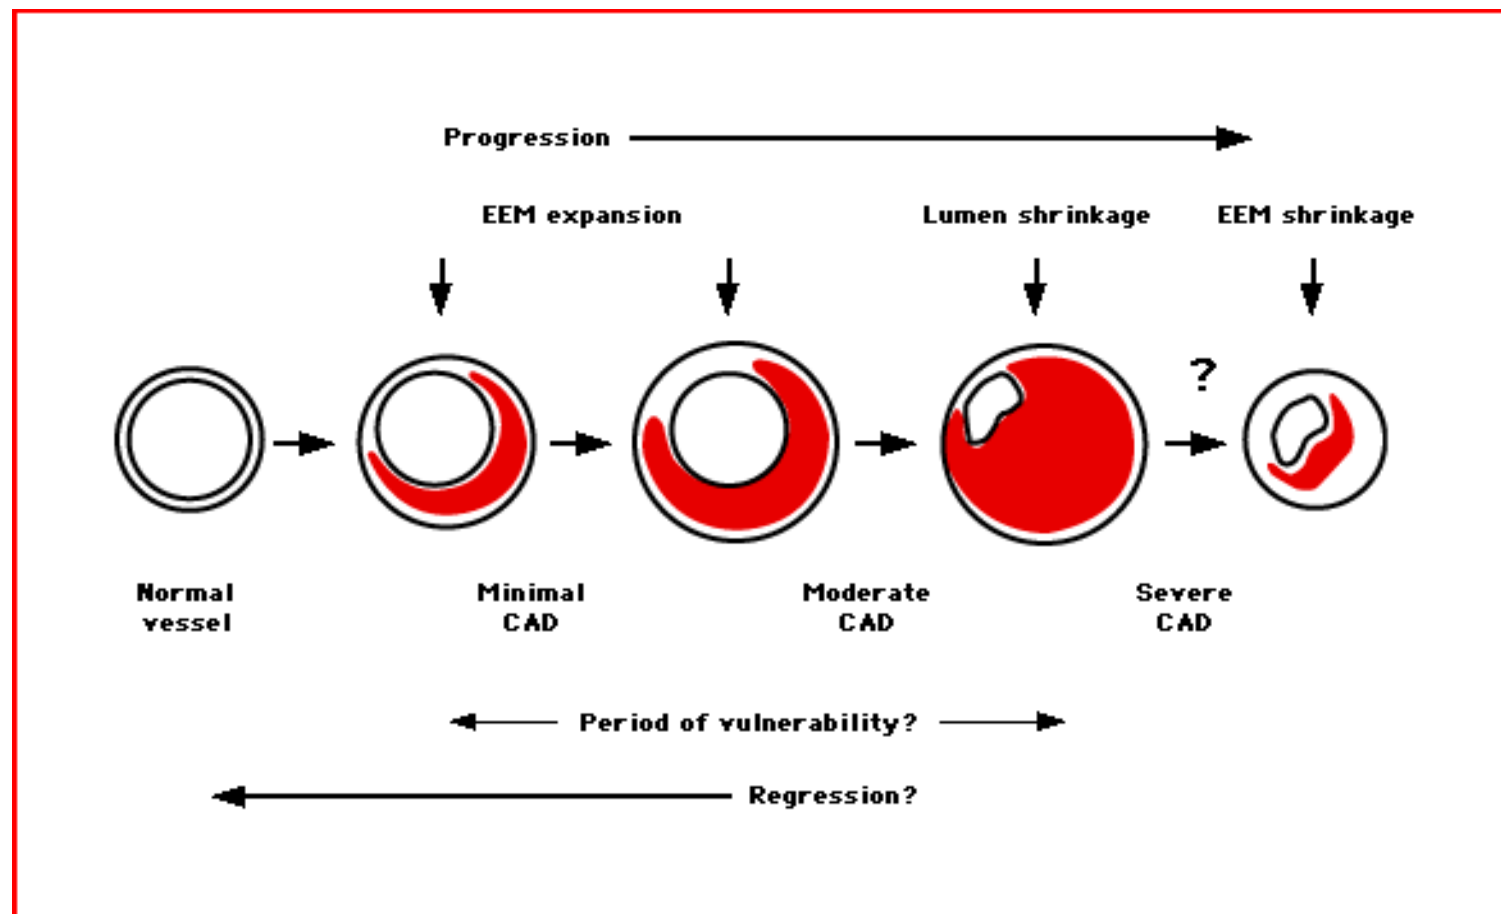 Progression
EEM expansion
Lumen shrinkage
EEM shrinkage
?
Normal
vessel
Minimal
CAD
Moderate
CAD
Severe
CAD
Period of vulnerability?
Regression?